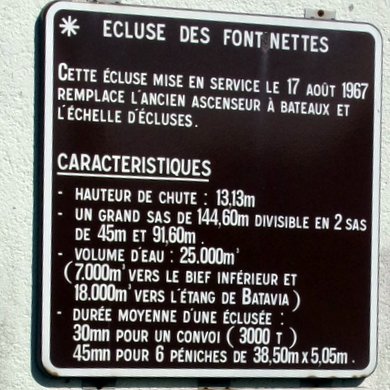 * ECLUSE DES FONTINETTES
CETTE ÉCLUSE MISE EN SERVICE LE 17 AOÛT 1967
REMPLACE L'ANCIEN ASCENSEUR À BATEAUX ET
L'ÉCHELLE D'ÉCLUSES.
CARACTERISTIQUES
- HAUTEUR DE CHUTE : 13,13m
- UN GRAND SAS DE 144,60m DIVISIBLE EN 2 SAS
DE 45m ET 91,60m.
- VOLUME D'EAU : 25.000m³
(7.000m³ VERS LE BIEF INFÉRIEUR ET
18.000m³ VERS L'ÉTANG DE BATAVIA)
- DURÉE MOYENNE D'UNE ÉCLUSÉE :
30mn POUR UN CONVOI (3000 T)
45mn POUR 6 PÉNICHES DE 38,50m x 5,05m.